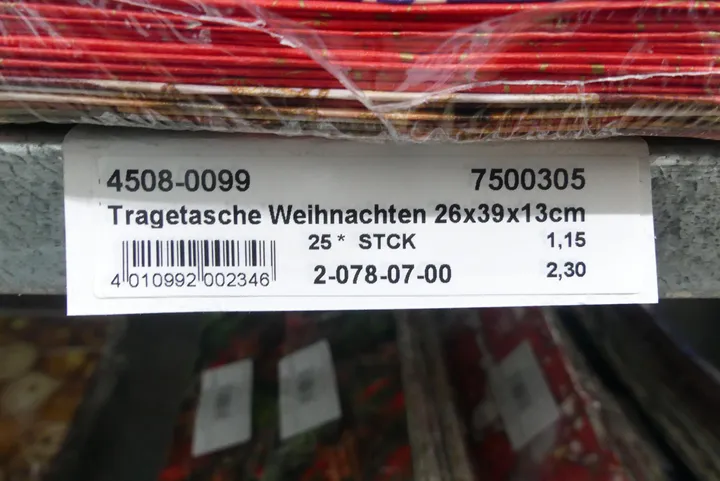 4508-0099 7500305
Tragetasche Weihnachten 26x39x13cm
25 * STCK 1,15
4 010992 002346 2-078-07-00 2,30